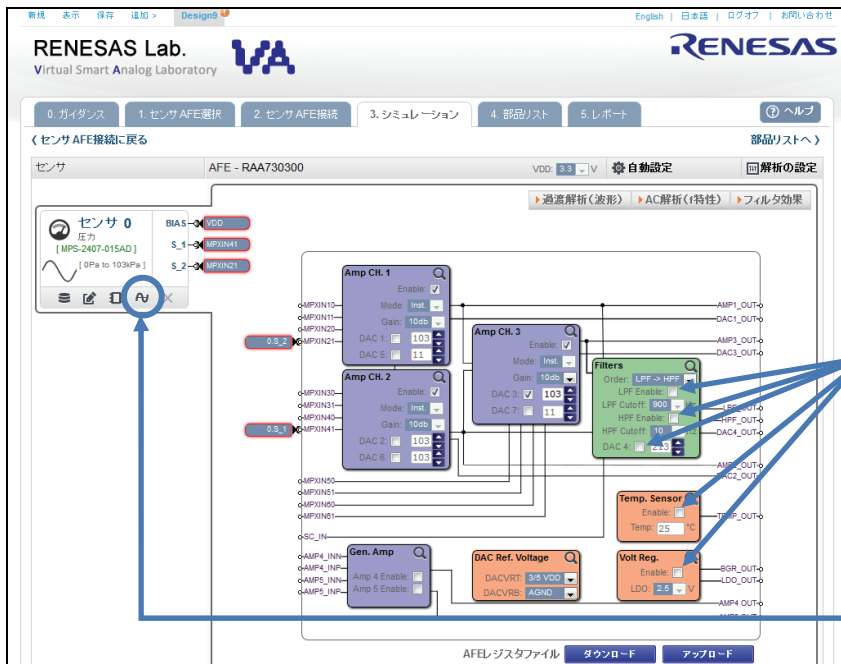 新規 表示 保存 追加 > Design9
English | 日本語 | ログオフ | お問い合わせ
RENESAS Lab.
Virtual Smart Analog Laboratory
VA
RENESAS
0. ガイダンス 1. センサ AFE選択 2. センサ AFE接続 3. シミュレーション 4. 部品リスト 5. レポート ヘルプ
《 センサ AFE接続に戻る 部品リストへ 》
センサ AFE - RAA730300 VDD: 3.3 V 自動設定 解析の設定
過渡解析(波形) AC解析(f特性) フィルタ効果
センサ 0
圧力
[ MPS-2407-015AD ]
[ 0Pa to 103kPa ]
BIAS VDD
S_1 MPXIN41
S_2 MPXIN21
Amp CH. 1
Enable:
Mode: Inst.
Gain: 10db
DAC 1: 103
DAC 5: 11
MPXIN10
MPXIN11
MPXIN20
0.S_2 MPXIN21
Amp CH. 2
Enable:
Mode: Inst.
Gain: 10db
DAC 2: 103
DAC 6: 103
MPXIN30
MPXIN31
MPXIN40
0.S_1 MPXIN41
Amp CH. 3
Enable:
Mode: Inst.
Gain: 10db
DAC 3: 103
DAC 7: 11
Filters
Order: LPF -> HPF
LPF Enable:
LPF Cutoff: 900
HPF Enable:
HPF Cutoff: 10
DAC 4: 213
AMP1_OUT
DAC1_OUT
AMP3_OUT
DAC3_OUT
HPF_OUT
DAC4_OUT
DAC2_OUT
MPXIN50
MPXIN51
MPXIN60
MPXIN61
SC_IN
Temp. Sensor
Enable:
Temp: 25 °C
TEMP_OUT
AMP4_INN
AMP4_INP
AMP5_INN
AMP5_INP
Gen. Amp
Amp 4 Enable:
Amp 5 Enable:
DAC Ref. Voltage
DACVRT: 3/5 VDD
DACVRB: AGND
Volt Reg.
Enable:
LDO: 2.5 V
BGR_OUT
LDO_OUT
AMP4 OUT
AFEレジスタファイル ダウンロード アップロード